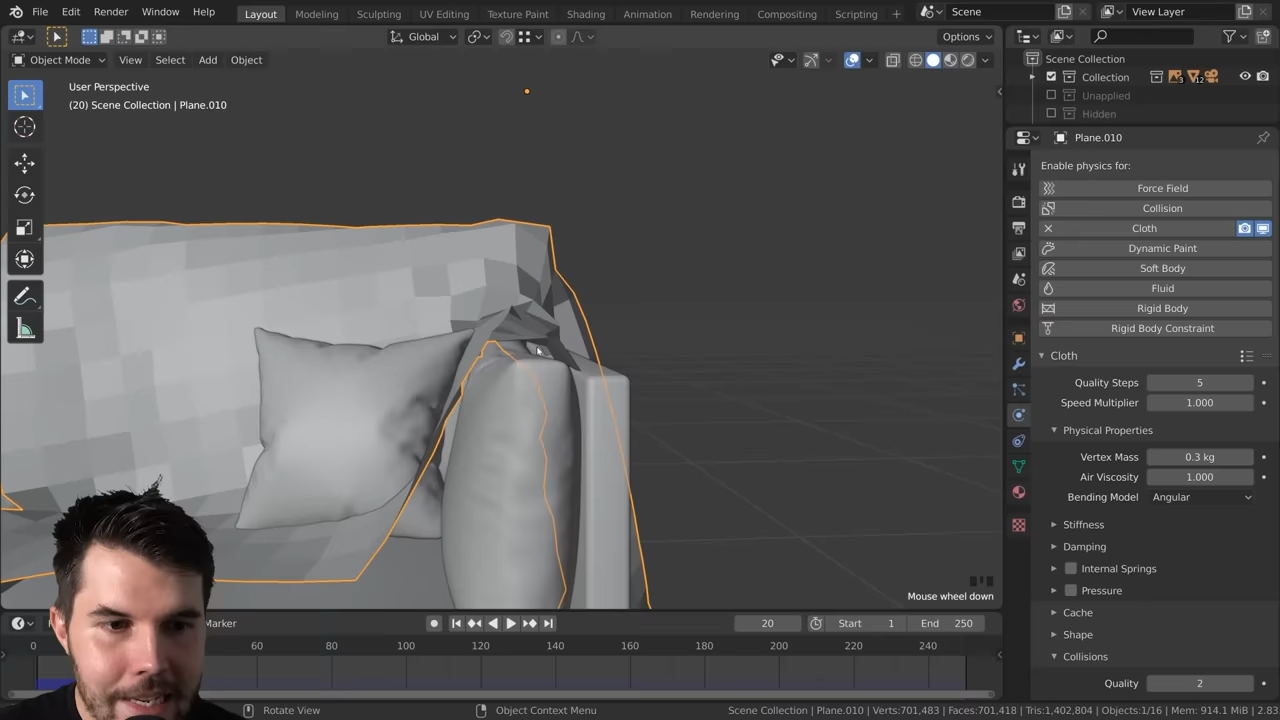 File Edit Render Window Help Layout Modeling Sculpting UV Editing Texture Paint Shading Animation Rendering Compositing Scripting + Scene View Layer
Global Options
Object Mode View Select Add Object
User Perspective
(20) Scene Collection | Plane.010
Scene Collection
Collection 3 12
Unapplied
Hidden
Plane.010
Enable physics for:
Force Field
Collision
Cloth
Dynamic Paint
Soft Body
Fluid
Rigid Body
Rigid Body Constraint
Cloth
Quality Steps 5
Speed Multiplier 1.000
Physical Properties
Vertex Mass 0.3 kg
Air Viscosity 1.000
Bending Model Angular
Stiffness
Damping
Internal Springs
Pressure
Cache
Shape
Collisions
Quality 2
Mouse wheel down
Marker 20 Start 1 End 250
0 60 80 100 120 140 160 180 200 220 240
Rotate View Object Context Menu Scene Collection | Plane.010 | Verts:701,483 | Faces:701,418 | Tris:1,402,804 | Objects:1/16 | Mem: 914.1 MiB | 2.83